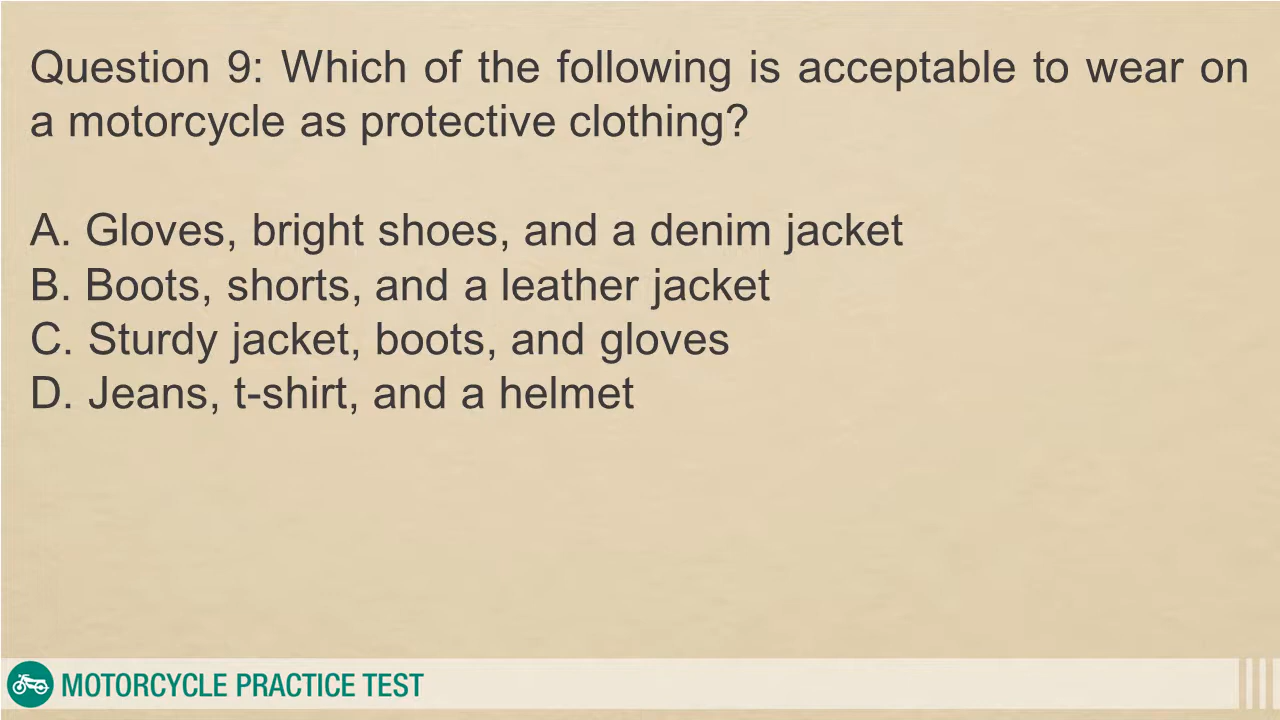 Question 9: Which of the following is acceptable to wear on
a motorcycle as protective clothing?
A. Gloves, bright shoes, and a denim jacket
B. Boots, shorts, and a leather jacket
C. Sturdy jacket, boots, and gloves
D. Jeans, t-shirt, and a helmet
MOTORCYCLE PRACTICE TEST